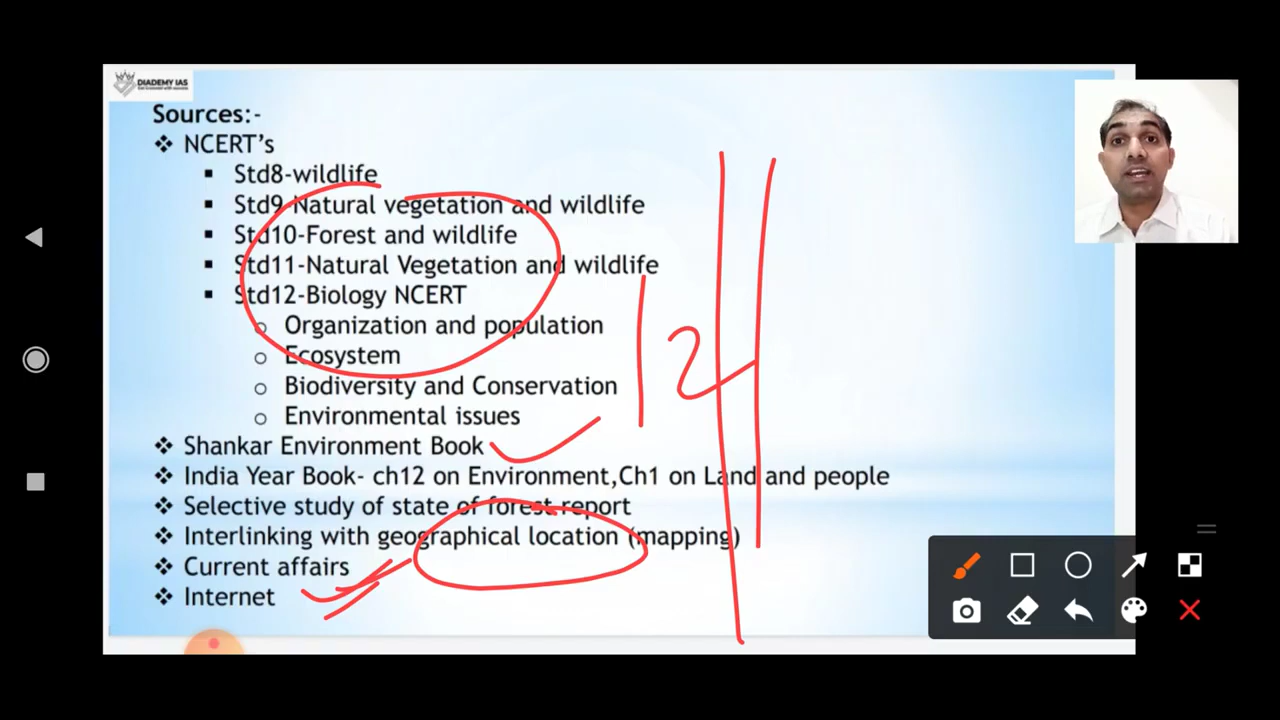 DIADEMY IAS
Sources:-
❖ NCERT's
▪ Std8-wildlife
▪ Std9-Natural vegetation and wildlife
▪ Std10-Forest and wildlife
▪ Std11-Natural Vegetation and wildlife
▪ Std12-Biology NCERT
o Organization and population
o Ecosystem
o Biodiversity and Conservation
o Environmental issues
12
❖ Shankar Environment Book
❖ India Year Book- ch12 on Environment,Ch1 on Land and people
❖ Selective study of state of forest report
❖ Interlinking with geographical location (mapping)
❖ Current affairs
❖ Internet